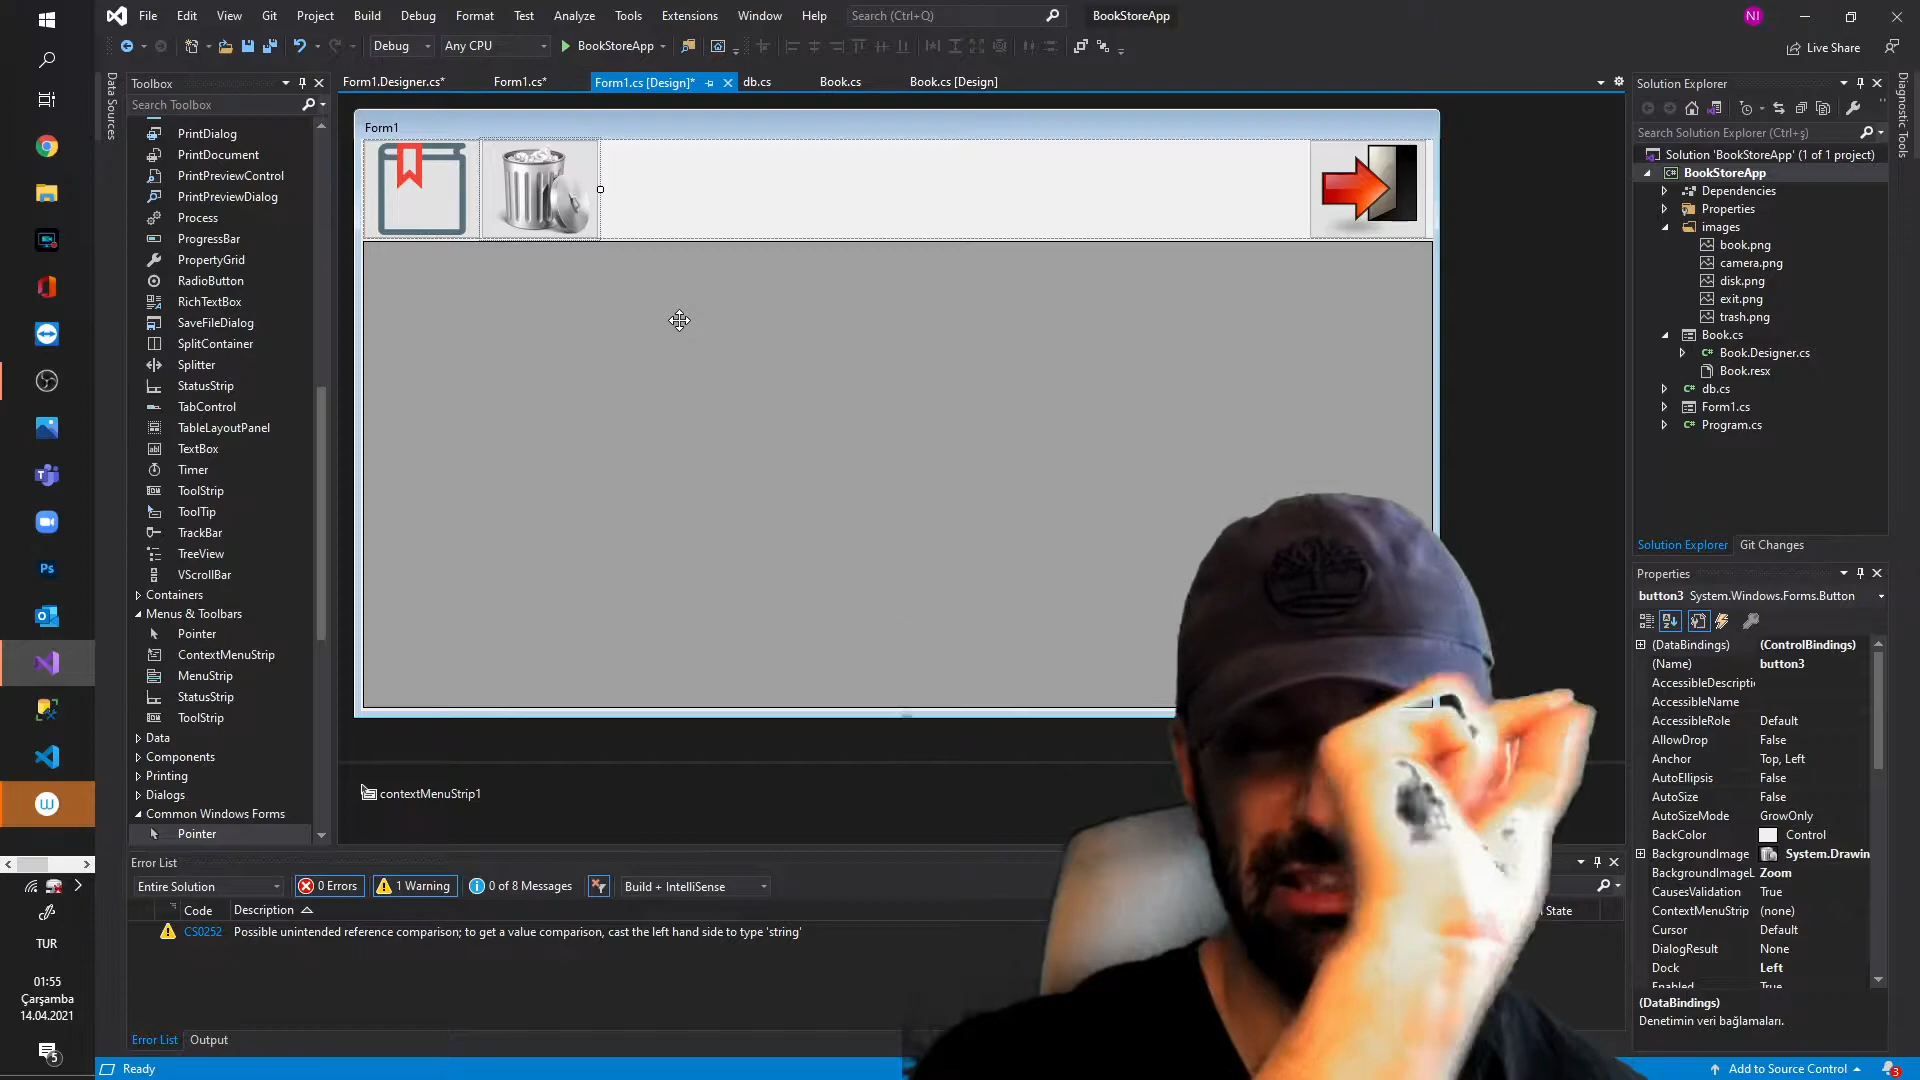 File Edit View Git Project Build Debug Format Test Analyze Tools Extensions Window Help Search (Ctrl+Q) BookStoreApp NI
Debug Any CPU BookStoreApp Live Share
Data Sources
Toolbox
Search Toolbox
PrintDialog
PrintDocument
PrintPreviewControl
PrintPreviewDialog
Process
ProgressBar
PropertyGrid
RadioButton
RichTextBox
SaveFileDialog
SplitContainer
Splitter
StatusStrip
TabControl
TableLayoutPanel
TextBox
Timer
ToolStrip
ToolTip
TrackBar
TreeView
VScrollBar
Containers
Menus & Toolbars
Pointer
ContextMenuStrip
MenuStrip
StatusStrip
ToolStrip
Data
Components
Printing
Dialogs
Common Windows Forms
Pointer
Form1.Designer.cs* Form1.cs* Form1.cs [Design]* db.cs Book.cs Book.cs [Design]
Form1
contextMenuStrip1
Solution Explorer
Search Solution Explorer (Ctrl+ş)
Solution 'BookStoreApp' (1 of 1 project)
BookStoreApp
Dependencies
Properties
images
book.png
camera.png
disk.png
exit.png
trash.png
Book.cs
Book.Designer.cs
Book.resx
db.cs
Form1.cs
Program.cs
Solution Explorer Git Changes
Diagnostic Tools
Properties
button3 System.Windows.Forms.Button
(DataBindings) (ControlBindings)
(Name) button3
AccessibleDescripti
AccessibleName
AccessibleRole Default
AllowDrop False
Anchor Top, Left
AutoEllipsis False
AutoSize False
AutoSizeMode GrowOnly
BackColor Control
BackgroundImage System.Drawin
BackgroundImageL Zoom
CausesValidation True
ContextMenuStrip (none)
Cursor Default
DialogResult None
Dock Left
Enabled True
(DataBindings)
Denetimin veri bağlamaları.
Error List
Entire Solution 0 Errors 1 Warning 0 of 8 Messages Build + IntelliSense
Code Description State
CS0252 Possible unintended reference comparison; to get a value comparison, cast the left hand side to type 'string'
Error List Output
Ready Add to Source Control 3
Ps
W
TUR
01:55
Çarşamba
14.04.2021
5